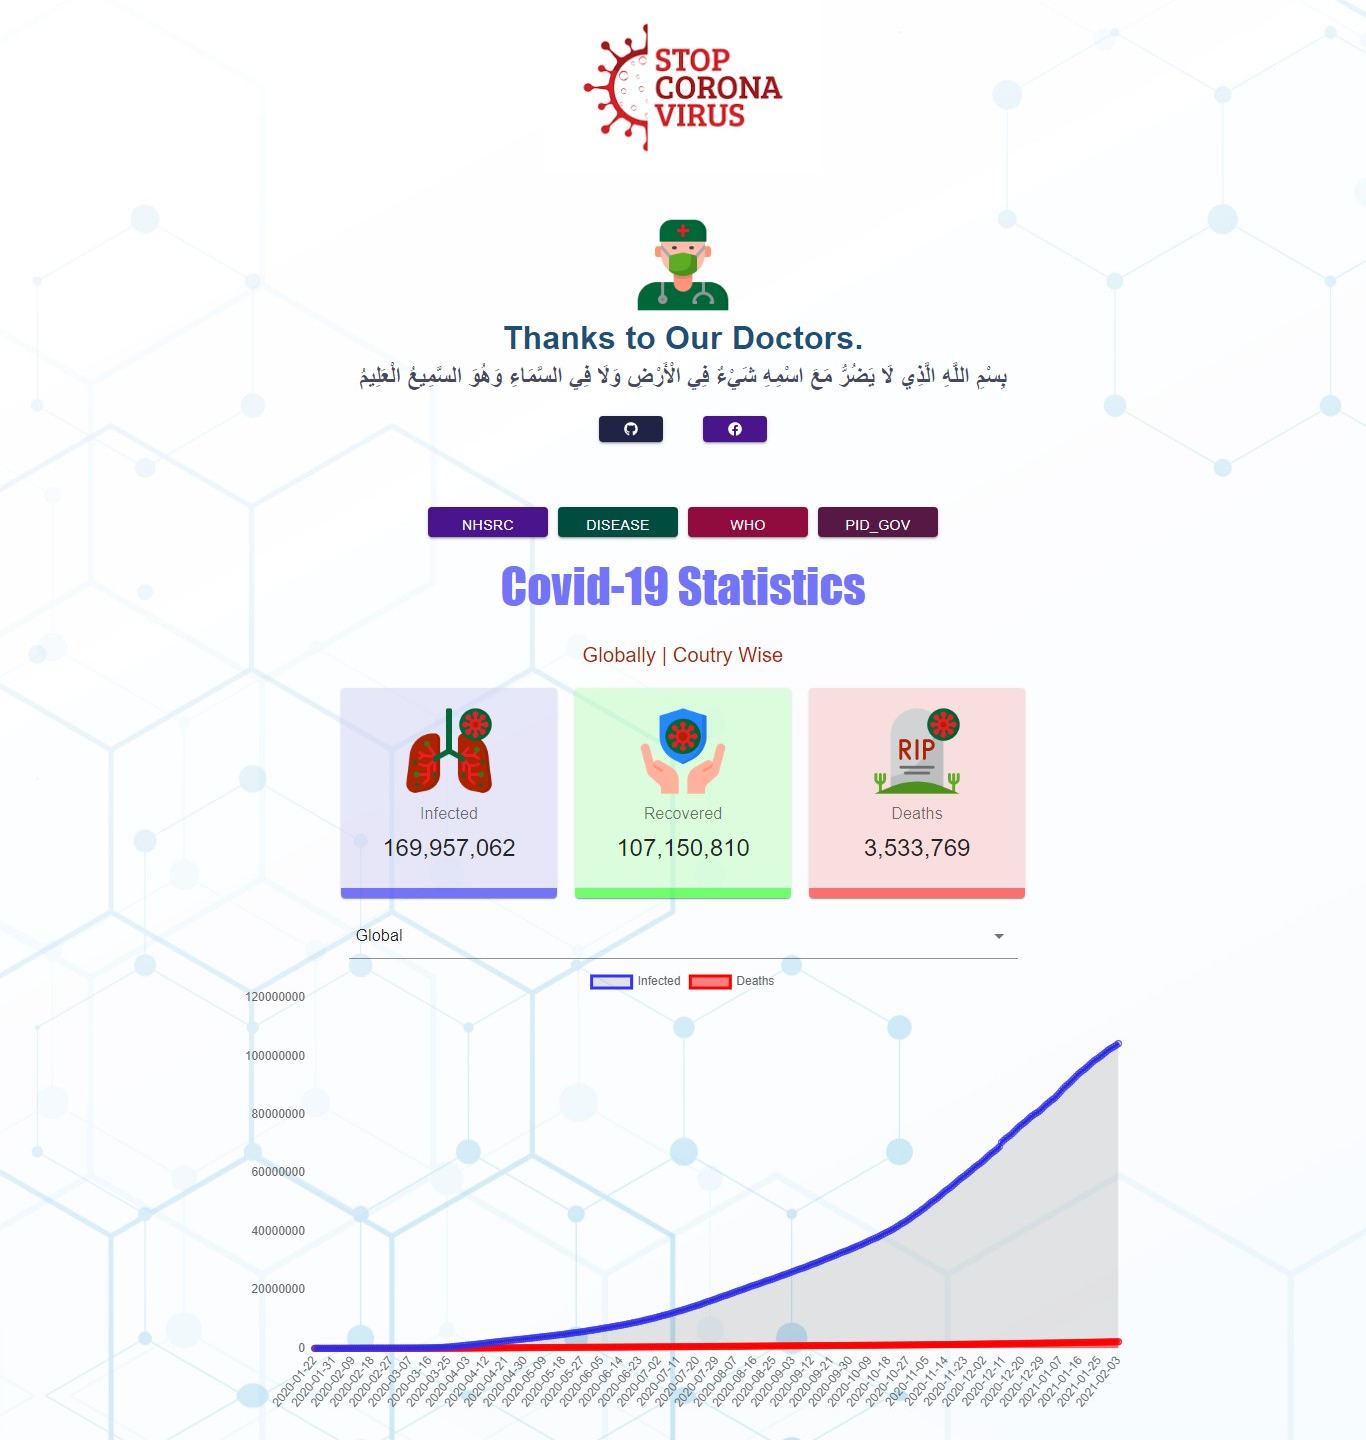 STOP
CORONA
VIRUS
Thanks to Our Doctors.
بِسْمِ اللَّهِ الَّذِي لَا يَضُرُّ مَعَ اسْمِهِ شَيْءٌ فِي الْأَرْضِ وَلَا فِي السَّمَاءِ وَهُوَ السَّمِيعُ الْعَلِيمُ
NHSRC DISEASE WHO PID_GOV
Covid-19 Statistics
Globally | Coutry Wise
RIP
Infected Recovered Deaths
169,957,062 107,150,810 3,533,769
Global
Infected Deaths
120000000
100000000
80000000
60000000
40000000
20000000
0
2020-01-22 2020-01-31 2020-02-09 2020-02-18 2020-02-27 2020-03-07 2020-03-16 2020-03-25 2020-04-03 2020-04-12 2020-04-21 2020-04-30 2020-05-09 2020-05-18 2020-05-27 2020-06-05 2020-06-14 2020-06-23 2020-07-02 2020-07-11 2020-07-20 2020-07-29 2020-08-07 2020-08-16 2020-08-25 2020-09-03 2020-09-12 2020-09-21 2020-09-30 2020-10-09 2020-10-18 2020-10-27 2020-11-05 2020-11-14 2020-11-23 2020-12-02 2020-12-11 2020-12-20 2020-12-29 2021-01-07 2021-01-16 2021-01-25 2021-02-03